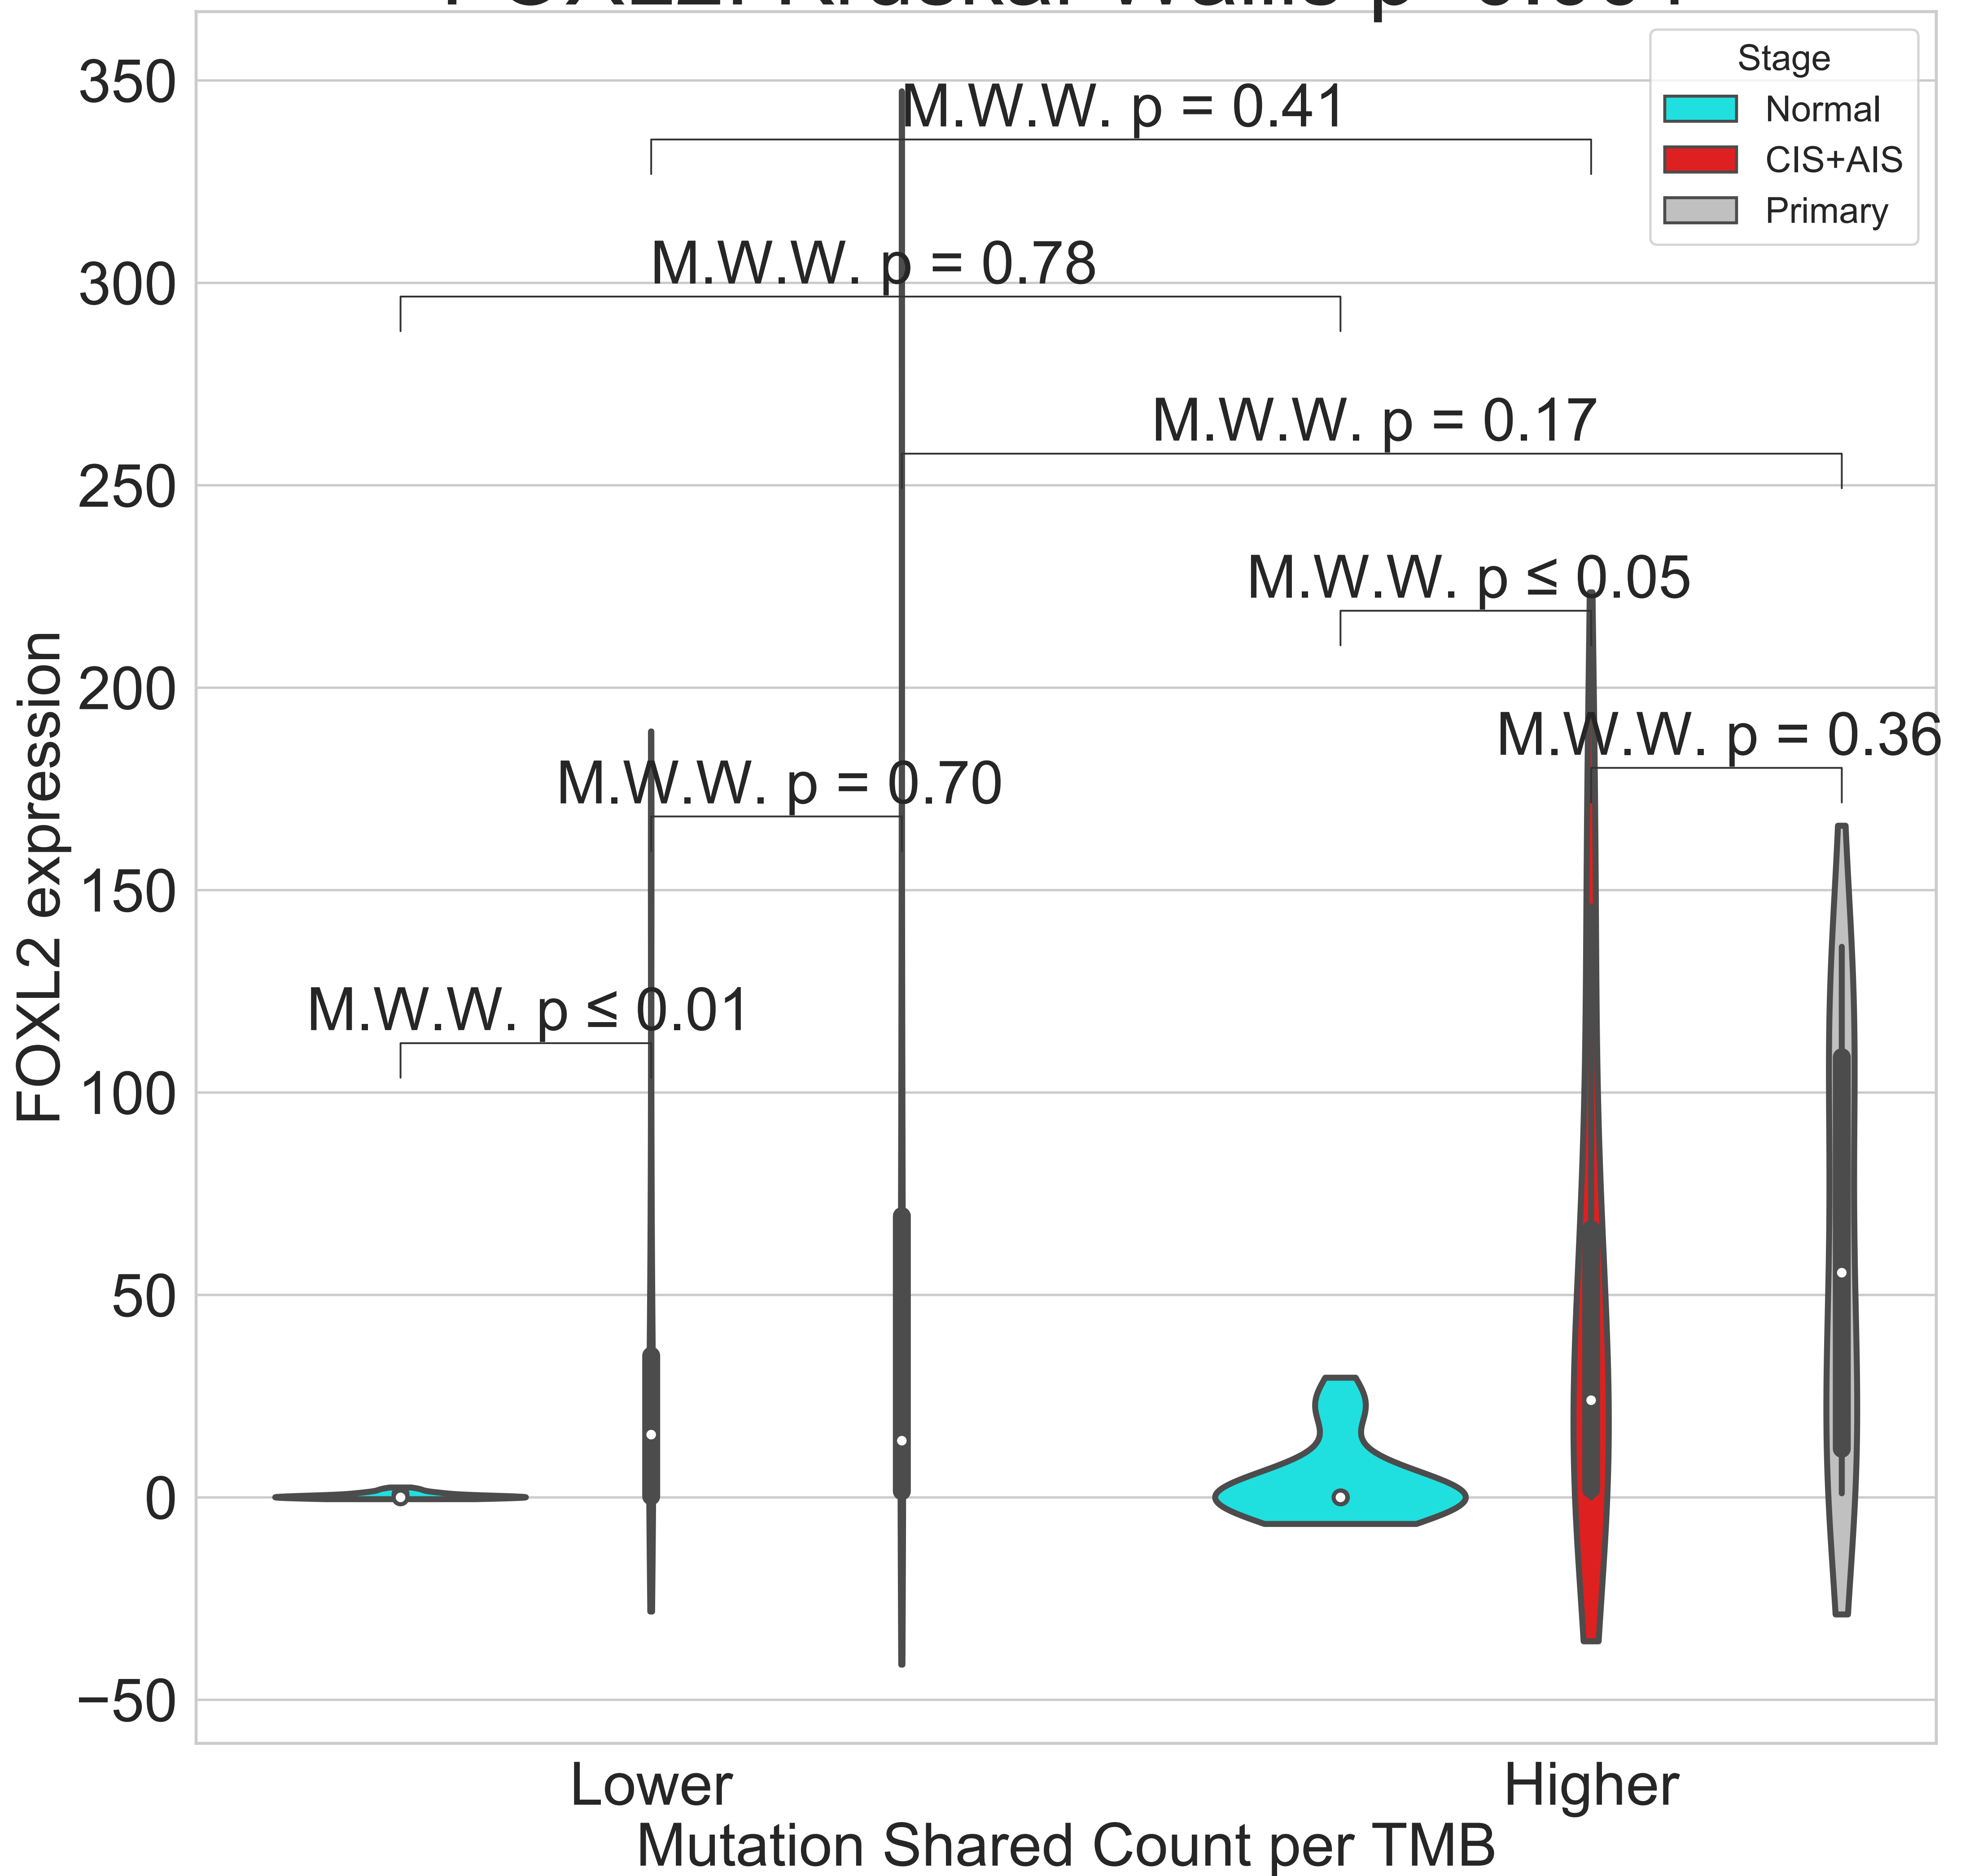 Stage
Normal
CIS+AIS
Primary
M.W.W. p = 0.41
M.W.W. p = 0.78
M.W.W. p = 0.17
M.W.W. p ≤ 0.05
M.W.W. p = 0.36
M.W.W. p = 0.70
M.W.W. p ≤ 0.01
FOXL2 expression
350
300
250
200
150
100
50
0
−50
Lower
Higher
Mutation Shared Count per TMB